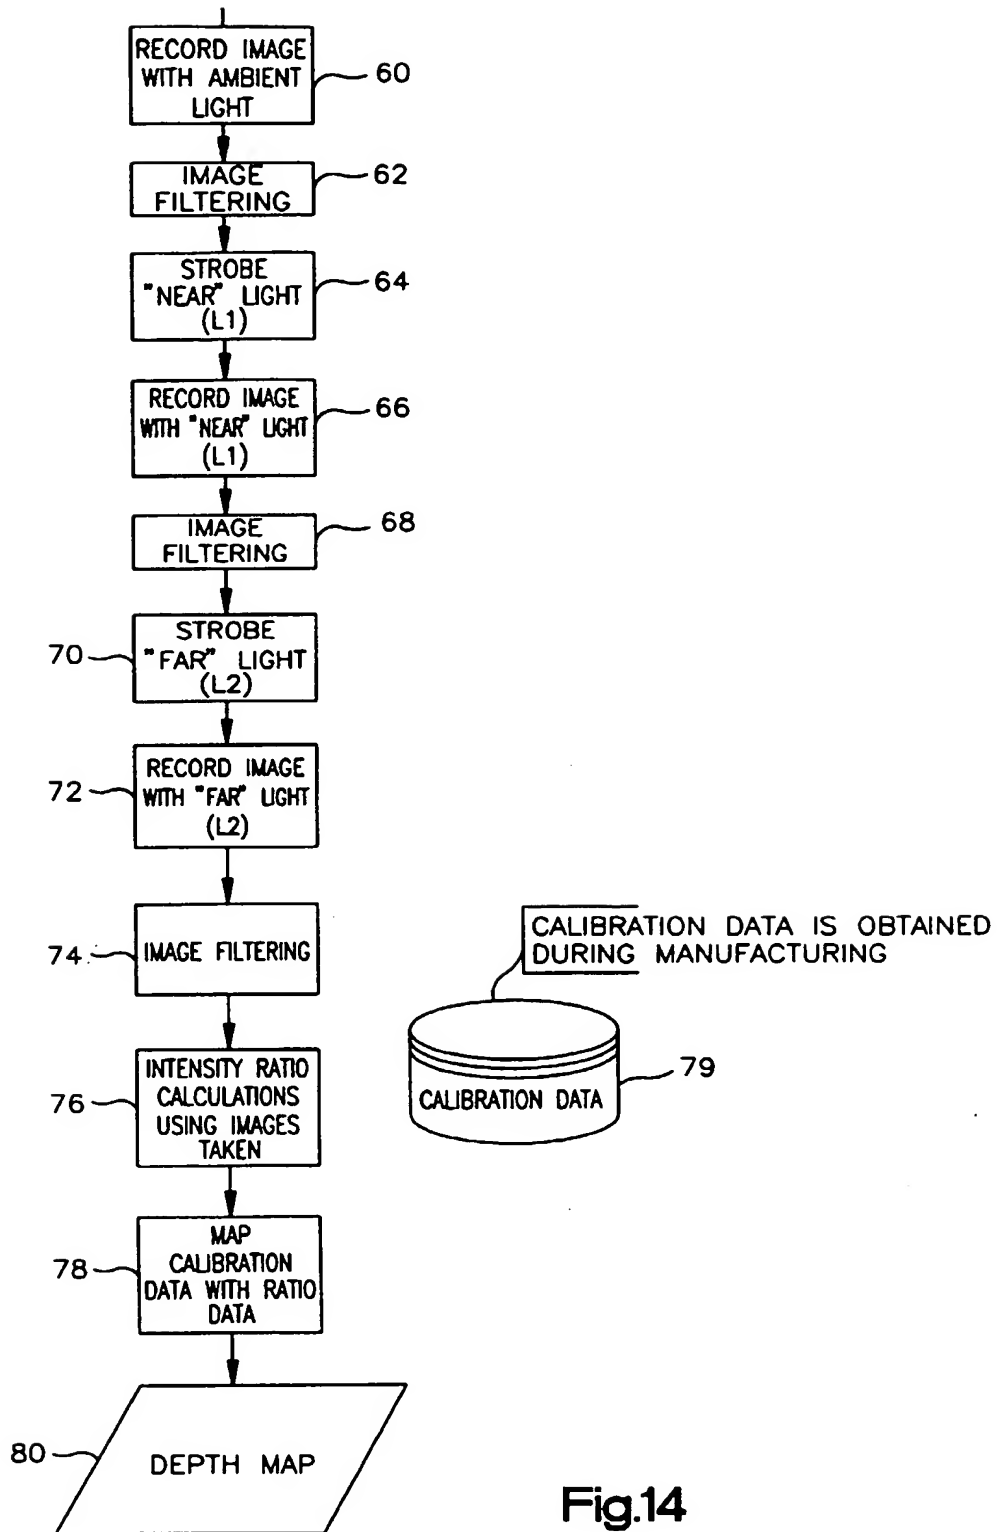 RECORD IMAGE
WITH AMBIENT
LIGHT
60
IMAGE
FILTERING
62
STROBE
"NEAR" LIGHT
(L1)
64
RECORD IMAGE
WITH "NEAR" LIGHT
(L1)
66
IMAGE
FILTERING
68
STROBE
"FAR" LIGHT
(L2)
70
RECORD IMAGE
WITH "FAR" LIGHT
(L2)
72
IMAGE FILTERING
74
CALIBRATION DATA IS OBTAINED
DURING MANUFACTURING
CALIBRATION DATA
79
INTENSITY RATIO
CALCULATIONS
USING IMAGES
TAKEN
76
MAP
CALIBRATION
DATA WITH RATIO
DATA
78
DEPTH MAP
80
Fig.14